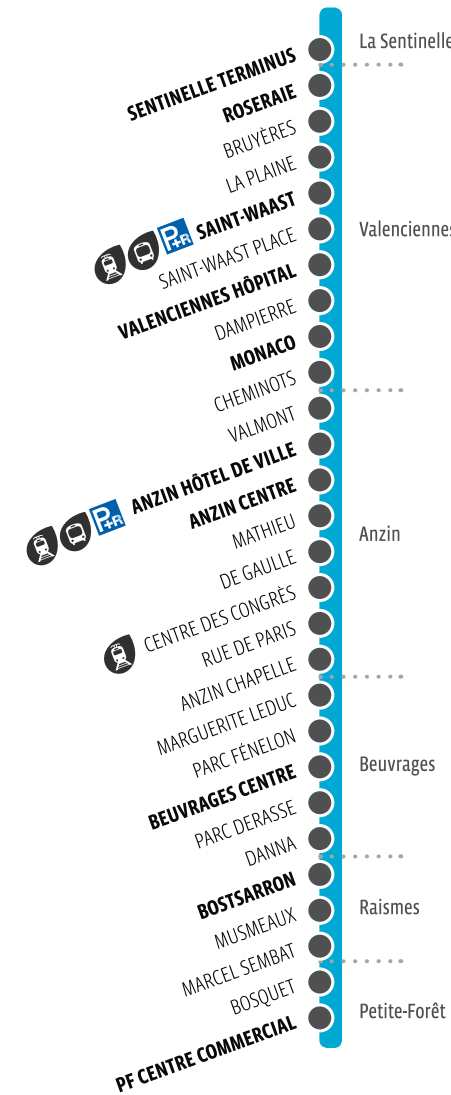 La Sentinelle
SENTINELLE TERMINUS
ROSERAIE
BRUYÈRES
LA PLAINE
P+R SAINT-WAAST
Valenciennes
SAINT-WAAST PLACE
VALENCIENNES HÔPITAL
DAMPIERRE
MONACO
CHEMINOTS
VALMONT
P+R ANZIN HÔTEL DE VILLE
ANZIN CENTRE
Anzin
MATHIEU
DE GAULLE
CENTRE DES CONGRÈS
RUE DE PARIS
ANZIN CHAPELLE
MARGUERITE LEDUC
PARC FÉNELON
Beuvrages
BEUVRAGES CENTRE
PARC DERASSE
DANNA
BOSTSARRON
Raismes
MUSMEAUX
MARCEL SEMBAT
BOSQUET
Petite-Forêt
PF CENTRE COMMERCIAL